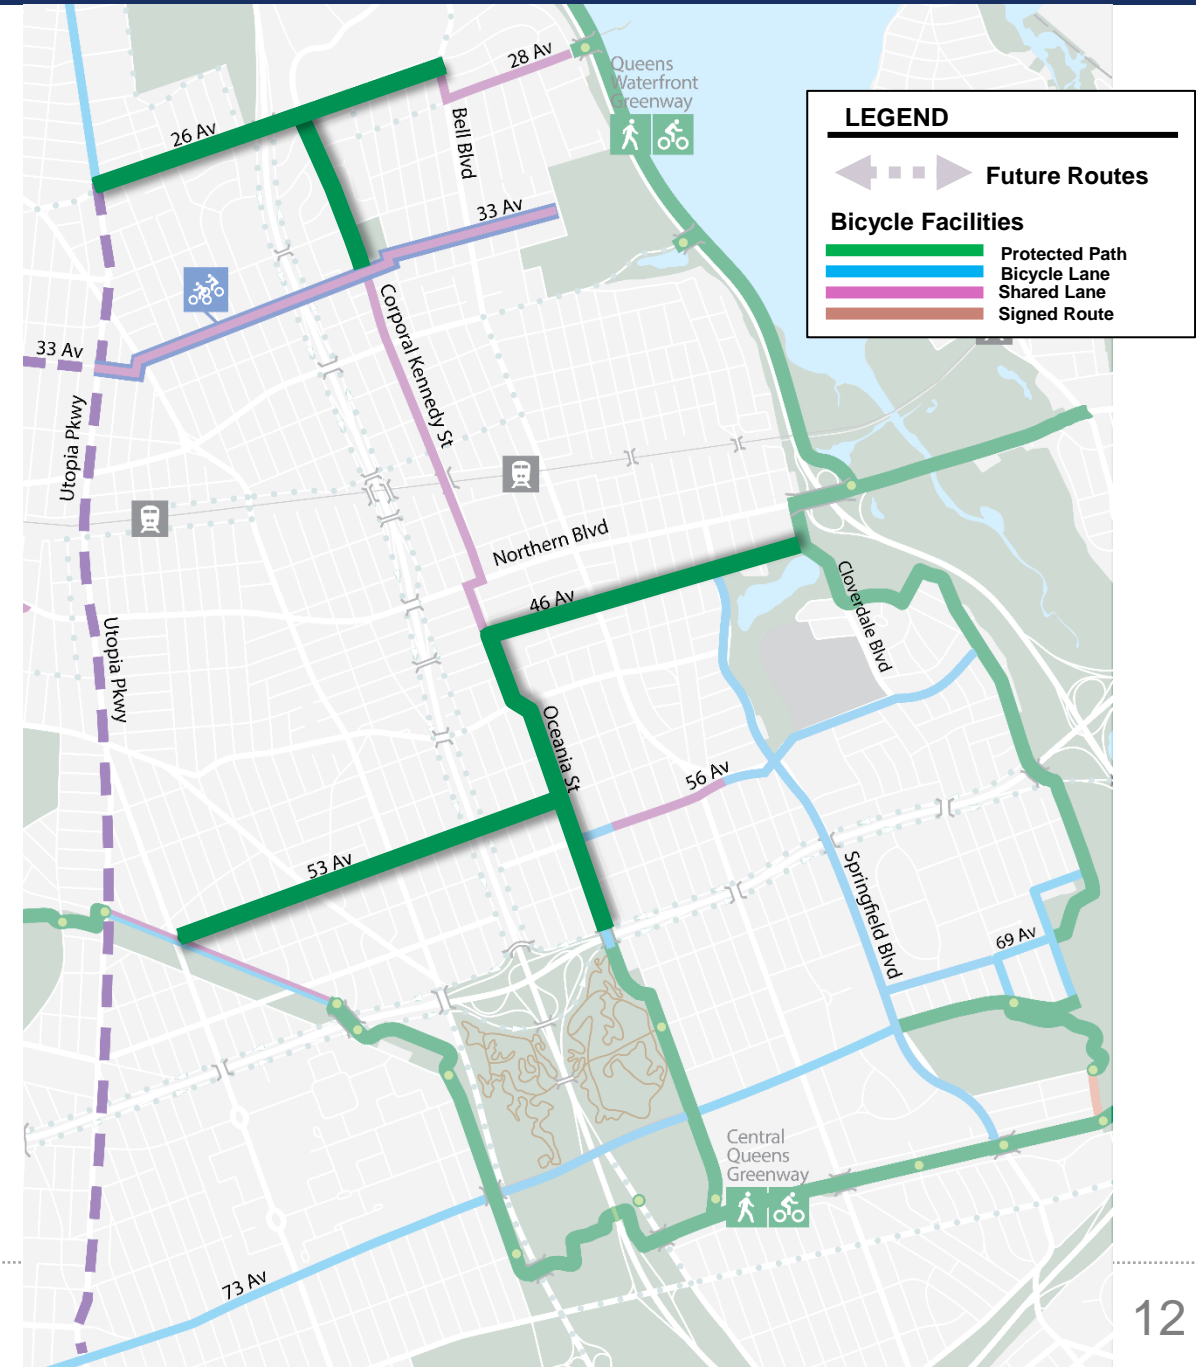 28 Av
Queens
Waterfront
Greenway
LEGEND
Future Routes
Bicycle Facilities
Protected Path
Bicycle Lane
Shared Lane
Signed Route
26 Av
Bell Blvd
33 Av
33 Av
Corporal Kennedy St
Utopia Pkwy
Northern Blvd
46 Av
Cloverdale Blvd
Utopia Pkwy
Oceania St
56 Av
53 Av
Springfield Blvd
69 Av
Central
Queens
Greenway
73 Av
12